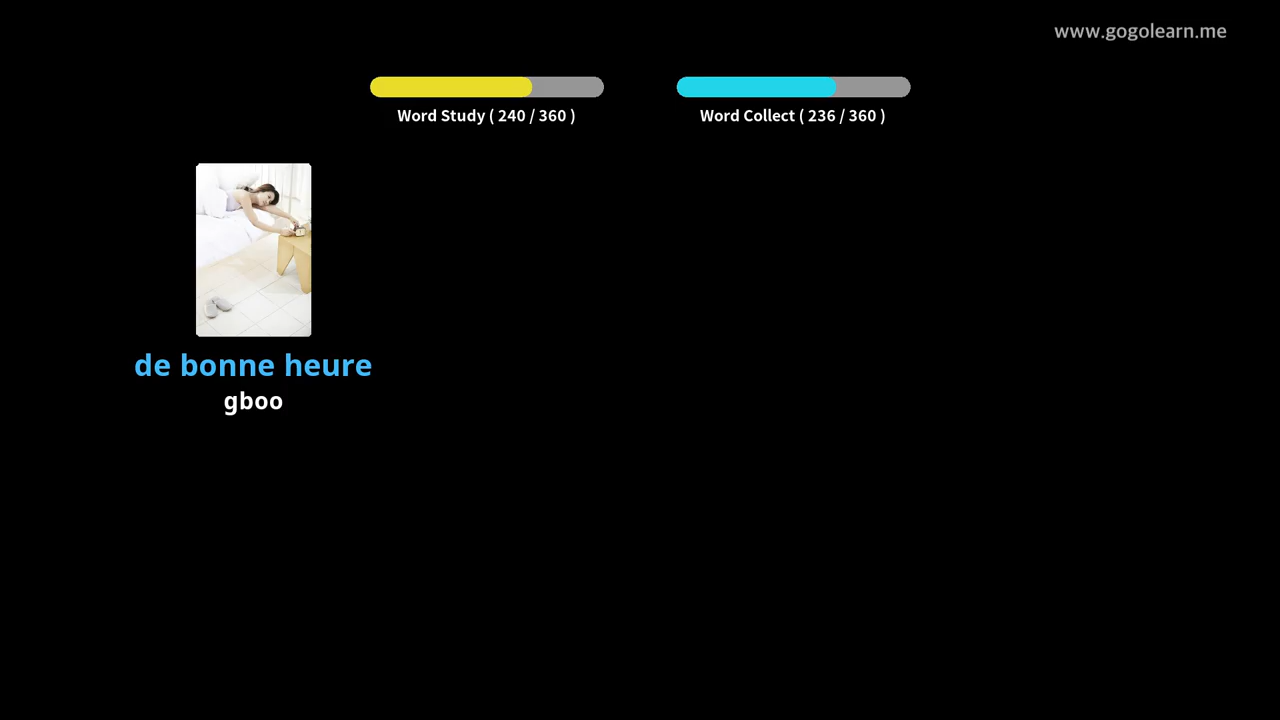 www.gogolearn.me
Word Study ( 240 / 360 )
Word Collect ( 236 / 360 )
de bonne heure
gboo